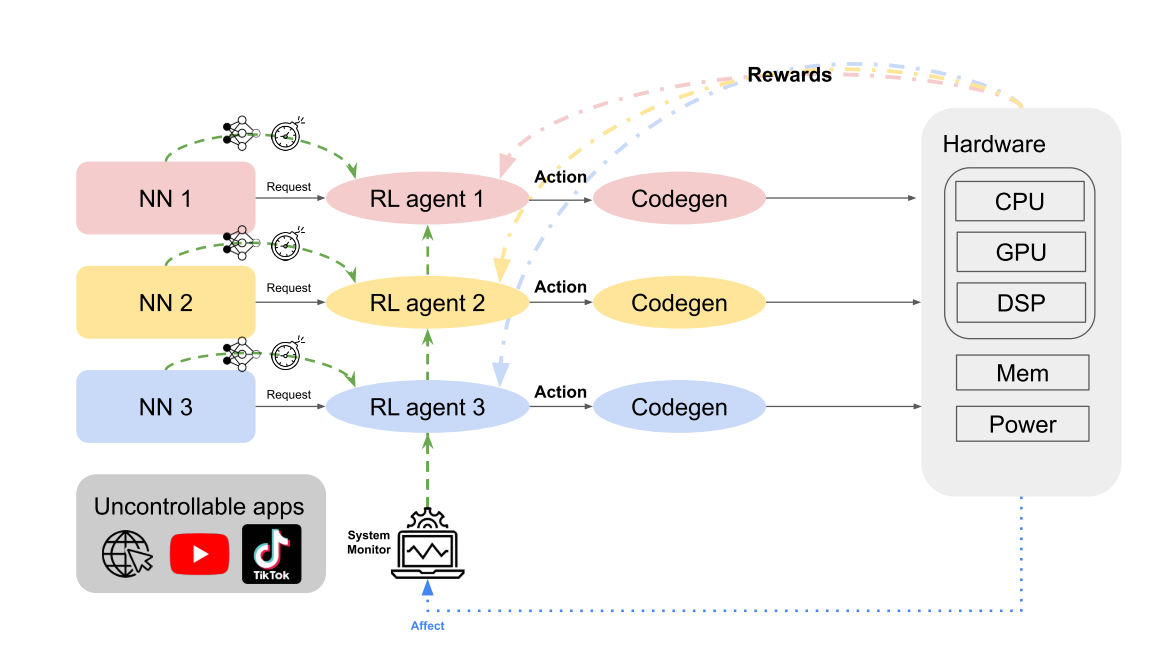 Rewards
Hardware
NN 1
Request
RL agent 1
Action
Codegen
CPU
GPU
NN 2
Request
RL agent 2
Action
Codegen
DSP
Mem
NN 3
Request
RL agent 3
Action
Codegen
Power
Uncontrollable apps
TikTok
System
Monitor
Affect